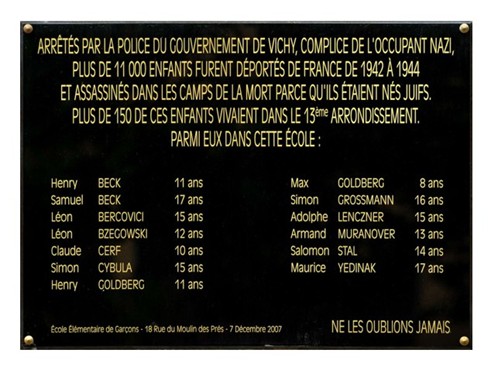 ARRÊTÉS PAR LA POLICE DU GOUVERNEMENT DE VICHY, COMPLICE DE L'OCCUPANT NAZI,
PLUS DE 11 000 ENFANTS FURENT DÉPORTÉS DE FRANCE DE 1942 À 1944
ET ASSASSINÉS DANS LES CAMPS DE LA MORT PARCE QU'ILS ÉTAIENT NÉS JUIFS.
PLUS DE 150 DE CES ENFANTS VIVAIENT DANS LE 13ème ARRONDISSEMENT.
PARMI EUX DANS CETTE ÉCOLE :
Henry BECK 11 ans
Samuel BECK 17 ans
Léon BERCOVICI 15 ans
Léon BZEGOWSKI 12 ans
Claude CERF 10 ans
Simon CYBULA 15 ans
Henry GOLDBERG 11 ans
Max GOLDBERG 8 ans
Simon GROSSMANN 16 ans
Adolphe LENCZNER 15 ans
Armand MURANOVER 13 ans
Salomon STAL 14 ans
Maurice YEDINAK 17 ans
École Élémentaire de Garçons - 18 Rue du Moulin des Prés - 7 Décembre 2007
NE LES OUBLIONS JAMAIS